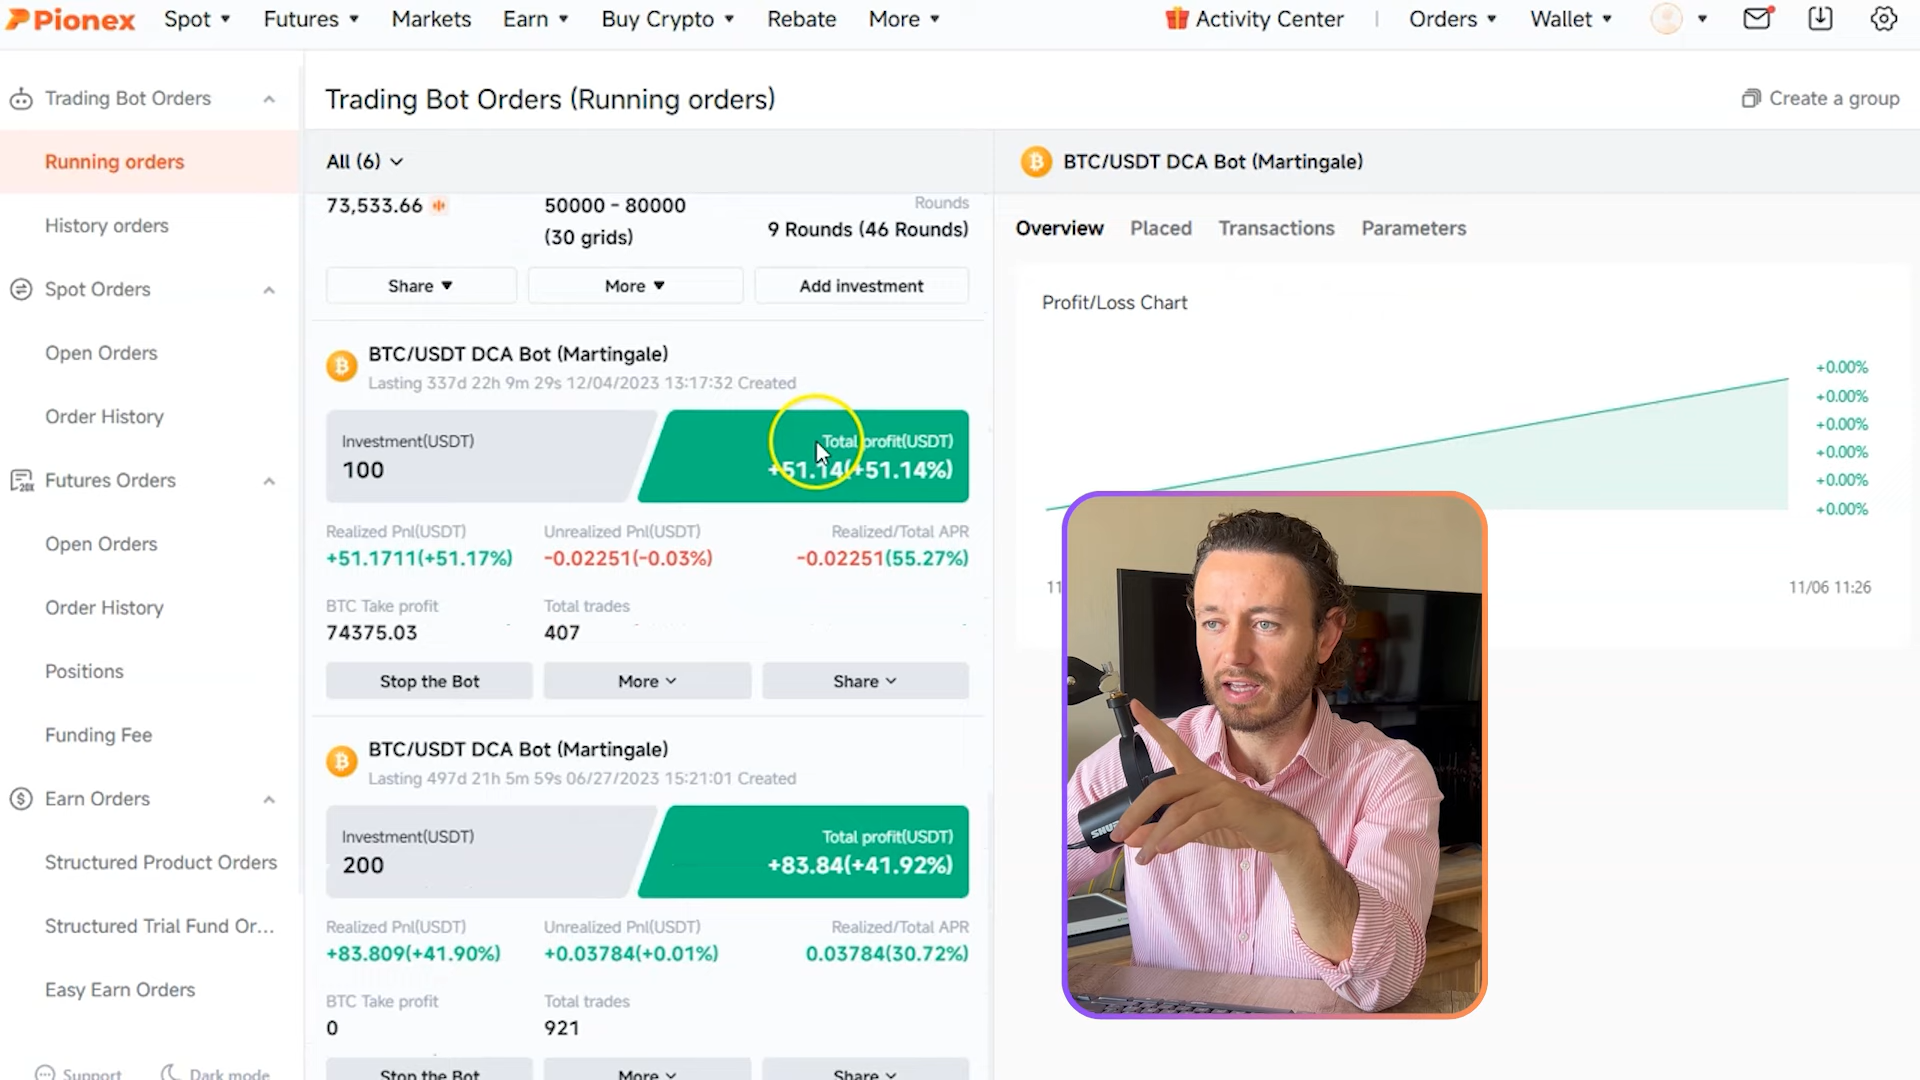 Pionex
Spot
Futures
Markets
Earn
Buy Crypto
Rebate
More
Activity Center
Orders
Wallet
Trading Bot Orders
Running orders
History orders
Spot Orders
Open Orders
Order History
Futures Orders
Open Orders
Order History
Positions
Funding Fee
Earn Orders
Structured Product Orders
Structured Trial Fund Or...
Easy Earn Orders
Support
Dark mode
Trading Bot Orders (Running orders)
Create a group
All (6)
73,533.66
50000 - 80000
(30 grids)
Rounds
9 Rounds (46 Rounds)
Share
More
Add investment
BTC/USDT DCA Bot (Martingale)
Lasting 337d 22h 9m 29s 12/04/2023 13:17:32 Created
Investment(USDT)
100
Total profit(USDT)
+51.14(+51.14%)
Realized Pnl(USDT)
+51.1711(+51.17%)
Unrealized Pnl(USDT)
-0.02251(-0.03%)
Realized/Total APR
-0.02251(55.27%)
BTC Take profit
74375.03
Total trades
407
Stop the Bot
More
Share
BTC/USDT DCA Bot (Martingale)
Lasting 497d 21h 5m 59s 06/27/2023 15:21:01 Created
Investment(USDT)
200
Total profit(USDT)
+83.84(+41.92%)
Realized Pnl(USDT)
+83.809(+41.90%)
Unrealized Pnl(USDT)
+0.03784(+0.01%)
Realized/Total APR
0.03784(30.72%)
BTC Take profit
0
Total trades
921
Stop the Bot
More
Share
BTC/USDT DCA Bot (Martingale)
Overview
Placed
Transactions
Parameters
Profit/Loss Chart
+0.00%
+0.00%
+0.00%
+0.00%
+0.00%
+0.00%
11
11/06 11:26